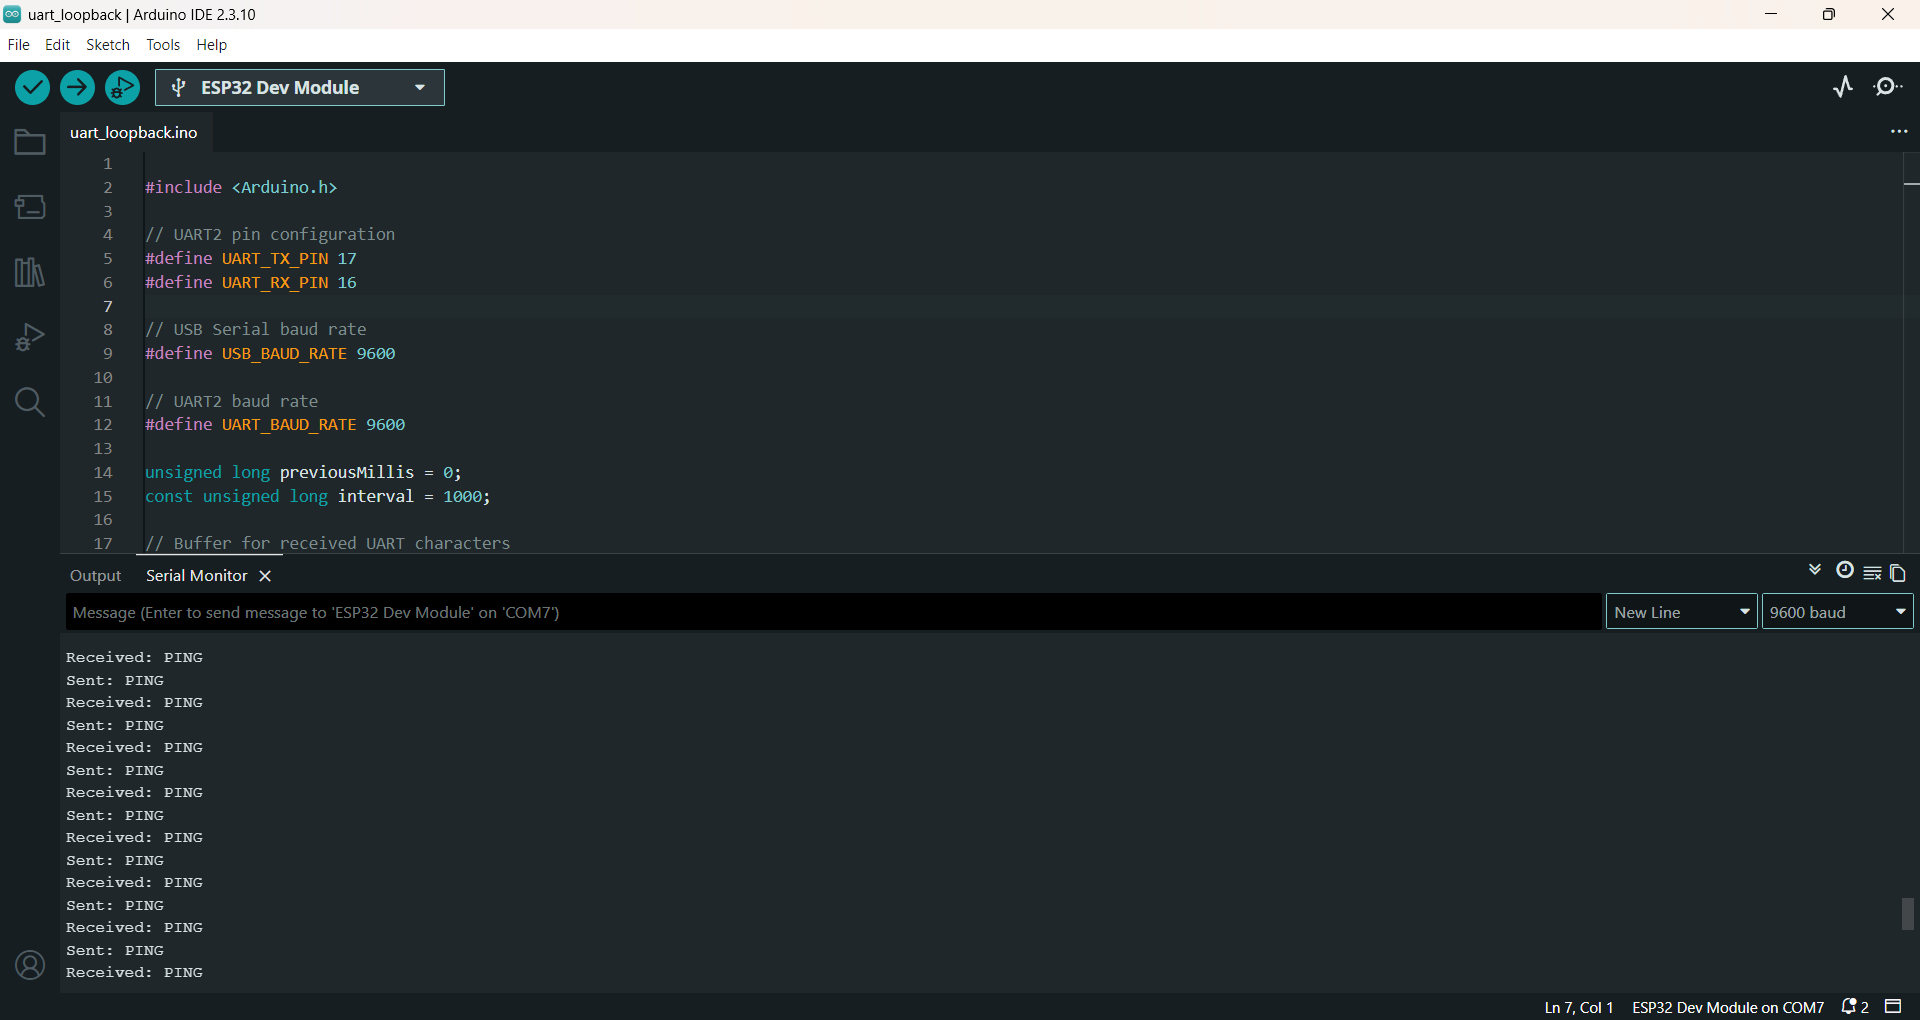 uart_loopback | Arduino IDE 2.3.10
File Edit Sketch Tools Help
ESP32 Dev Module
uart_loopback.ino
1
2 #include <Arduino.h>
3
4 // UART2 pin configuration
5 #define UART_TX_PIN 17
6 #define UART_RX_PIN 16
7
8 // USB Serial baud rate
9 #define USB_BAUD_RATE 9600
10
11 // UART2 baud rate
12 #define UART_BAUD_RATE 9600
13
14 unsigned long previousMillis = 0;
15 const unsigned long interval = 1000;
16
17 // Buffer for received UART characters
Output Serial Monitor
Message (Enter to send message to 'ESP32 Dev Module' on 'COM7') New Line 9600 baud
Received: PING
Sent: PING
Received: PING
Sent: PING
Received: PING
Sent: PING
Received: PING
Sent: PING
Received: PING
Sent: PING
Received: PING
Sent: PING
Received: PING
Sent: PING
Received: PING
Ln 7, Col 1 ESP32 Dev Module on COM7 2